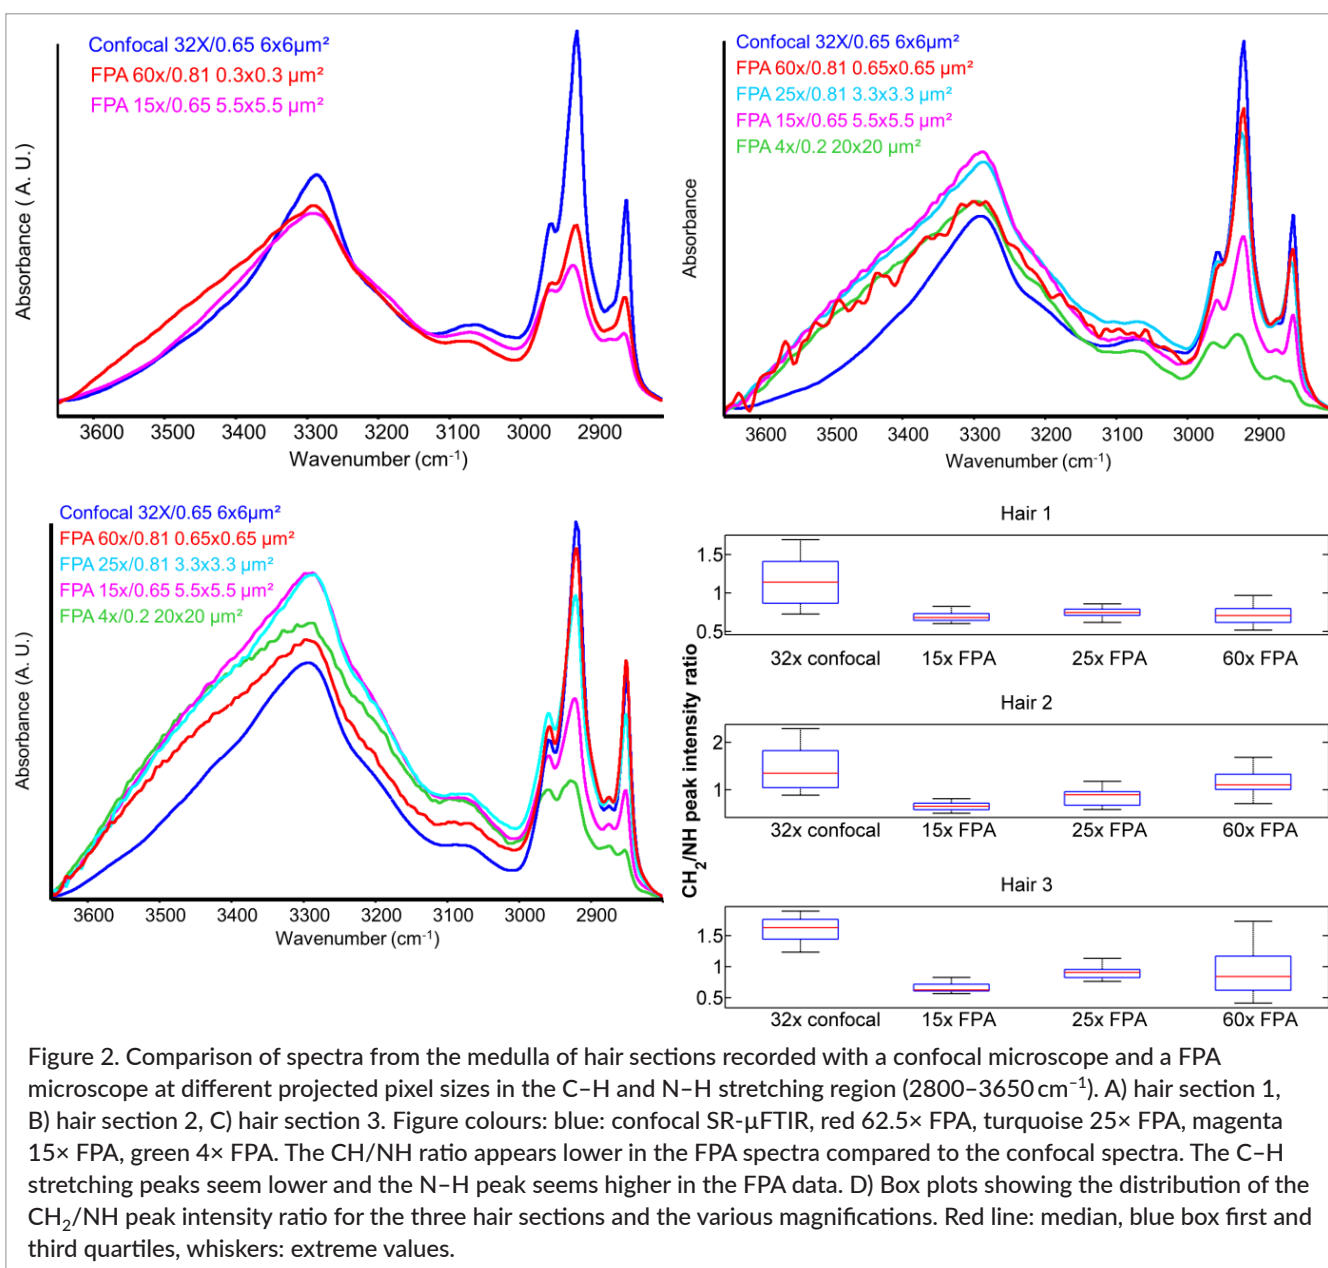 Confocal 32X/0.65 6x6µm²
FPA 60x/0.81 0.3x0.3 µm²
FPA 15x/0.65 5.5x5.5 µm²
Absorbance ( A. U.)
3600 3500 3400 3300 3200 3100 3000 2900
Wavenumber (cm⁻¹)
Confocal 32X/0.65 6x6µm²
FPA 60x/0.81 0.65x0.65 µm²
FPA 25x/0.81 3.3x3.3 µm²
FPA 15x/0.65 5.5x5.5 µm²
FPA 4x/0.2 20x20 µm²
Absorbance
3600 3500 3400 3300 3200 3100 3000 2900
Wavenumber (cm⁻¹)
Confocal 32X/0.65 6x6µm²
FPA 60x/0.81 0.65x0.65 µm²
FPA 25x/0.81 3.3x3.3 µm²
FPA 15x/0.65 5.5x5.5 µm²
FPA 4x/0.2 20x20 µm²
Absorbance (A. U.)
3600 3500 3400 3300 3200 3100 3000 2900
Wavenumber (cm⁻¹)
CH₂/NH peak intensity ratio
Hair 1
1.5
1
0.5
32x confocal 15x FPA 25x FPA 60x FPA
Hair 2
2
1
32x confocal 15x FPA 25x FPA 60x FPA
Hair 3
1.5
1
0.5
32x confocal 15x FPA 25x FPA 60x FPA
Figure 2. Comparison of spectra from the medulla of hair sections recorded with a confocal microscope and a FPA
microscope at different projected pixel sizes in the C–H and N–H stretching region (2800–3650 cm⁻¹). A) hair section 1,
B) hair section 2, C) hair section 3. Figure colours: blue: confocal SR-µFTIR, red 62.5× FPA, turquoise 25× FPA, magenta
15× FPA, green 4× FPA. The CH/NH ratio appears lower in the FPA spectra compared to the confocal spectra. The C–H
stretching peaks seem lower and the N–H peak seems higher in the FPA data. D) Box plots showing the distribution of the
CH₂/NH peak intensity ratio for the three hair sections and the various magnifications. Red line: median, blue box first and
third quartiles, whiskers: extreme values.